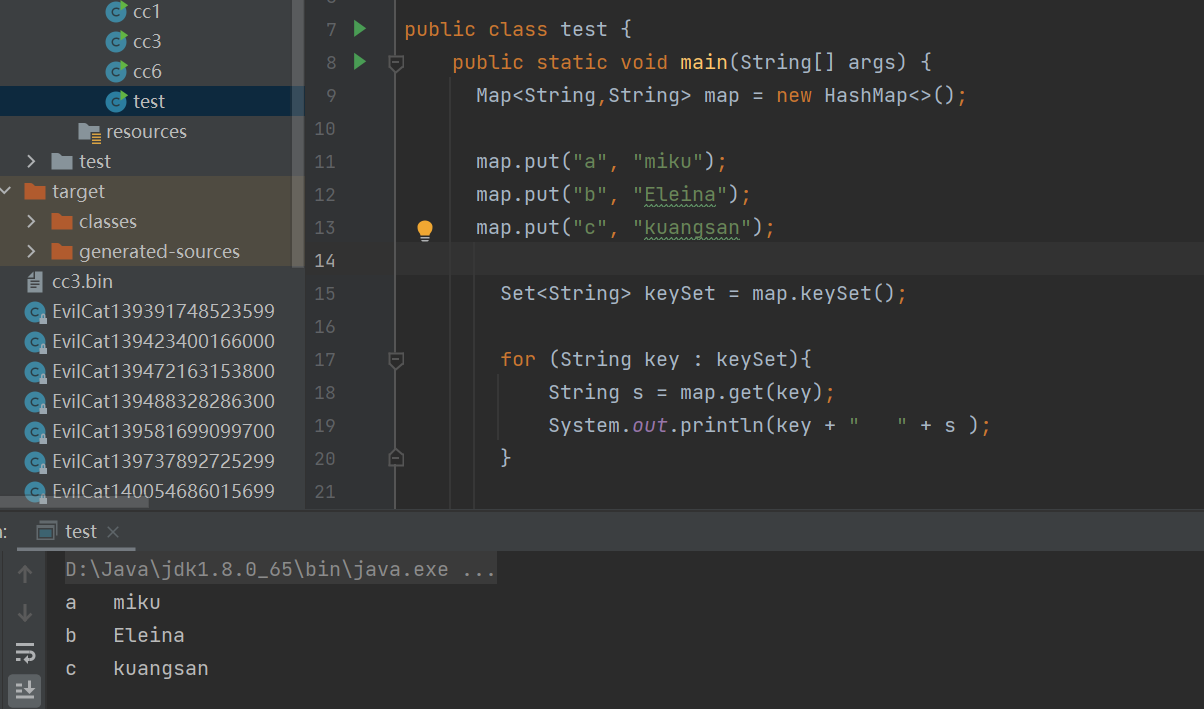 cc1
cc3
cc6
test
resources
test
target
classes
generated-sources
cc3.bin
EvilCat139391748523599
EvilCat139423400166000
EvilCat139472163153800
EvilCat139488328286300
EvilCat139581699099700
EvilCat139737892725299
EvilCat140054686015699
7 public class test {
8 public static void main(String[] args) {
9 Map<String,String> map = new HashMap<>();
10
11 map.put("a", "miku");
12 map.put("b", "Eleina");
13 map.put("c", "kuangsan");
14
15 Set<String> keySet = map.keySet();
16
17 for (String key : keySet){
18 String s = map.get(key);
19 System.out.println(key + "   " + s );
20 }
21
test
D:\Java\jdk1.8.0_65\bin\java.exe ...
a   miku
b   Eleina
c   kuangsan